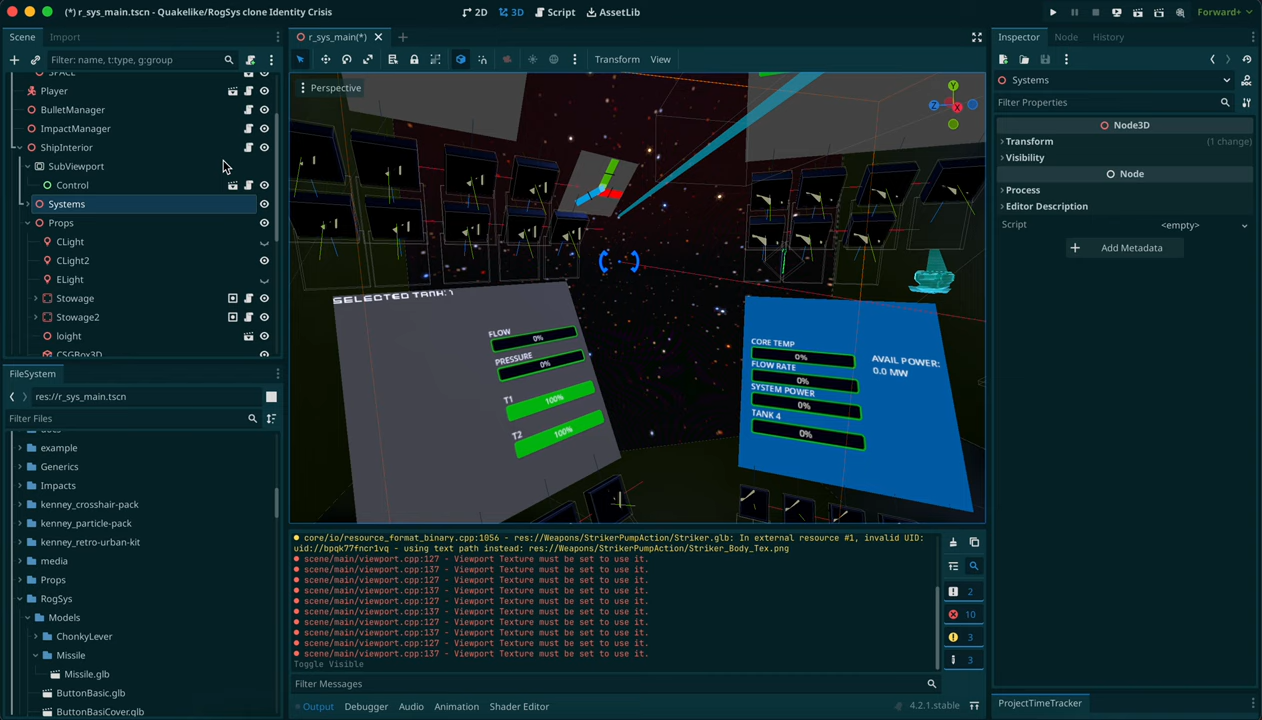 (*) r_sys_main.tscn - Quakelike/RogSys clone Identity Crisis
2D 3D Script AssetLib
Forward+
Scene Import
Filter: name, t:type, g:group
SPACE
Player
BulletManager
ImpactManager
ShipInterior
SubViewport
Control
Systems
Props
CLight
CLight2
ELight
Stowage
Stowage2
loight
CSGBox3D
FileSystem
res://r_sys_main.tscn
Filter Files
docs
example
Generics
Impacts
kenney_crosshair-pack
kenney_particle-pack
kenney_retro-urban-kit
media
Props
RogSys
Models
ChonkyLever
Missile
Missile.glb
ButtonBasic.glb
ButtonBasiCover.glb
r_sys_main(*)
Transform View
Perspective
Y
Z X
SELECTED TANK: 1
FLOW
0%
PRESSURE
0%
T1
100%
T2
100%
CORE TEMP
0%
FLOW RATE
0%
SYSTEM POWER
0%
TANK 4
0%
AVAIL POWER:
0.0 MW
core/io/resource_format_binary.cpp:1056 - res://Weapons/StrikerPumpAction/Striker.glb: In external resource #1, invalid UID:
uid://bpqk77fncr1vq - using text path instead: res://Weapons/StrikerPumpAction/Striker_Body_Tex.png
scene/main/viewport.cpp:127 - Viewport Texture must be set to use it.
scene/main/viewport.cpp:137 - Viewport Texture must be set to use it.
scene/main/viewport.cpp:127 - Viewport Texture must be set to use it.
scene/main/viewport.cpp:137 - Viewport Texture must be set to use it.
scene/main/viewport.cpp:127 - Viewport Texture must be set to use it.
scene/main/viewport.cpp:137 - Viewport Texture must be set to use it.
scene/main/viewport.cpp:127 - Viewport Texture must be set to use it.
scene/main/viewport.cpp:137 - Viewport Texture must be set to use it.
scene/main/viewport.cpp:127 - Viewport Texture must be set to use it.
scene/main/viewport.cpp:137 - Viewport Texture must be set to use it.
Toggle Visible
2
10
3
3
Filter Messages
Output Debugger Audio Animation Shader Editor
4.2.1.stable
Inspector Node History
Systems
Filter Properties
Node3D
Transform (1 change)
Visibility
Node
Process
Editor Description
Script <empty>
Add Metadata
ProjectTimeTracker